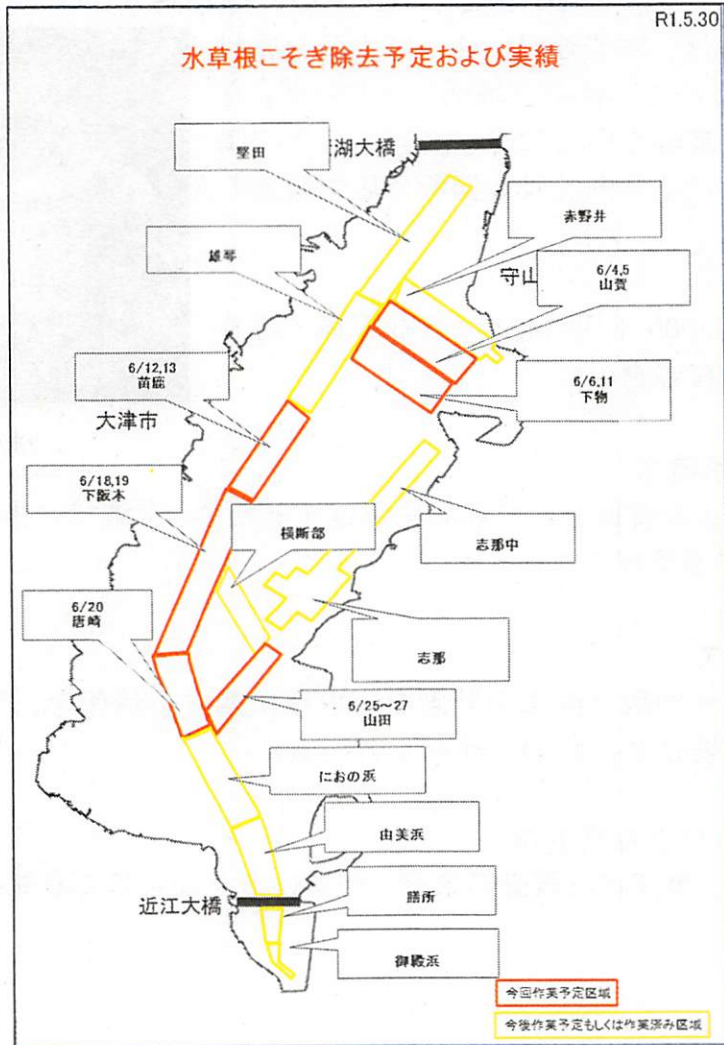 R1.5.30
水草根こそぎ除去予定および実績
堅田
湖大橋
赤野井
雄琴
守山
6/4,5
山賀
6/12,13
苗鹿
6/6,11
下物
大津市
6/18,19
下阪本
横断部
志那中
6/20
唐崎
志那
6/25~27
山田
におの浜
由美浜
近江大橋
膳所
御殿浜
今回作業予定区域
今後作業予定もしくは作業済み区域